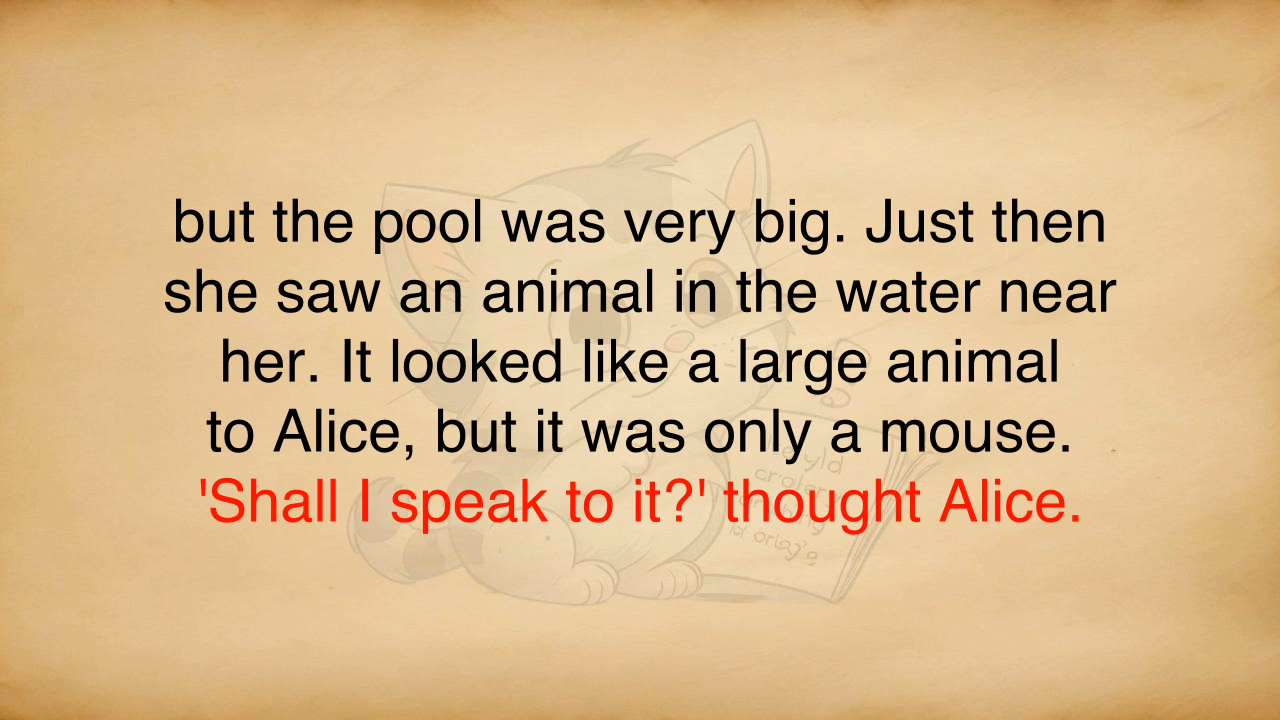 but the pool was very big. Just then
she saw an animal in the water near
her. It looked like a large animal
to Alice, but it was only a mouse.
'Shall I speak to it?' thought Alice.